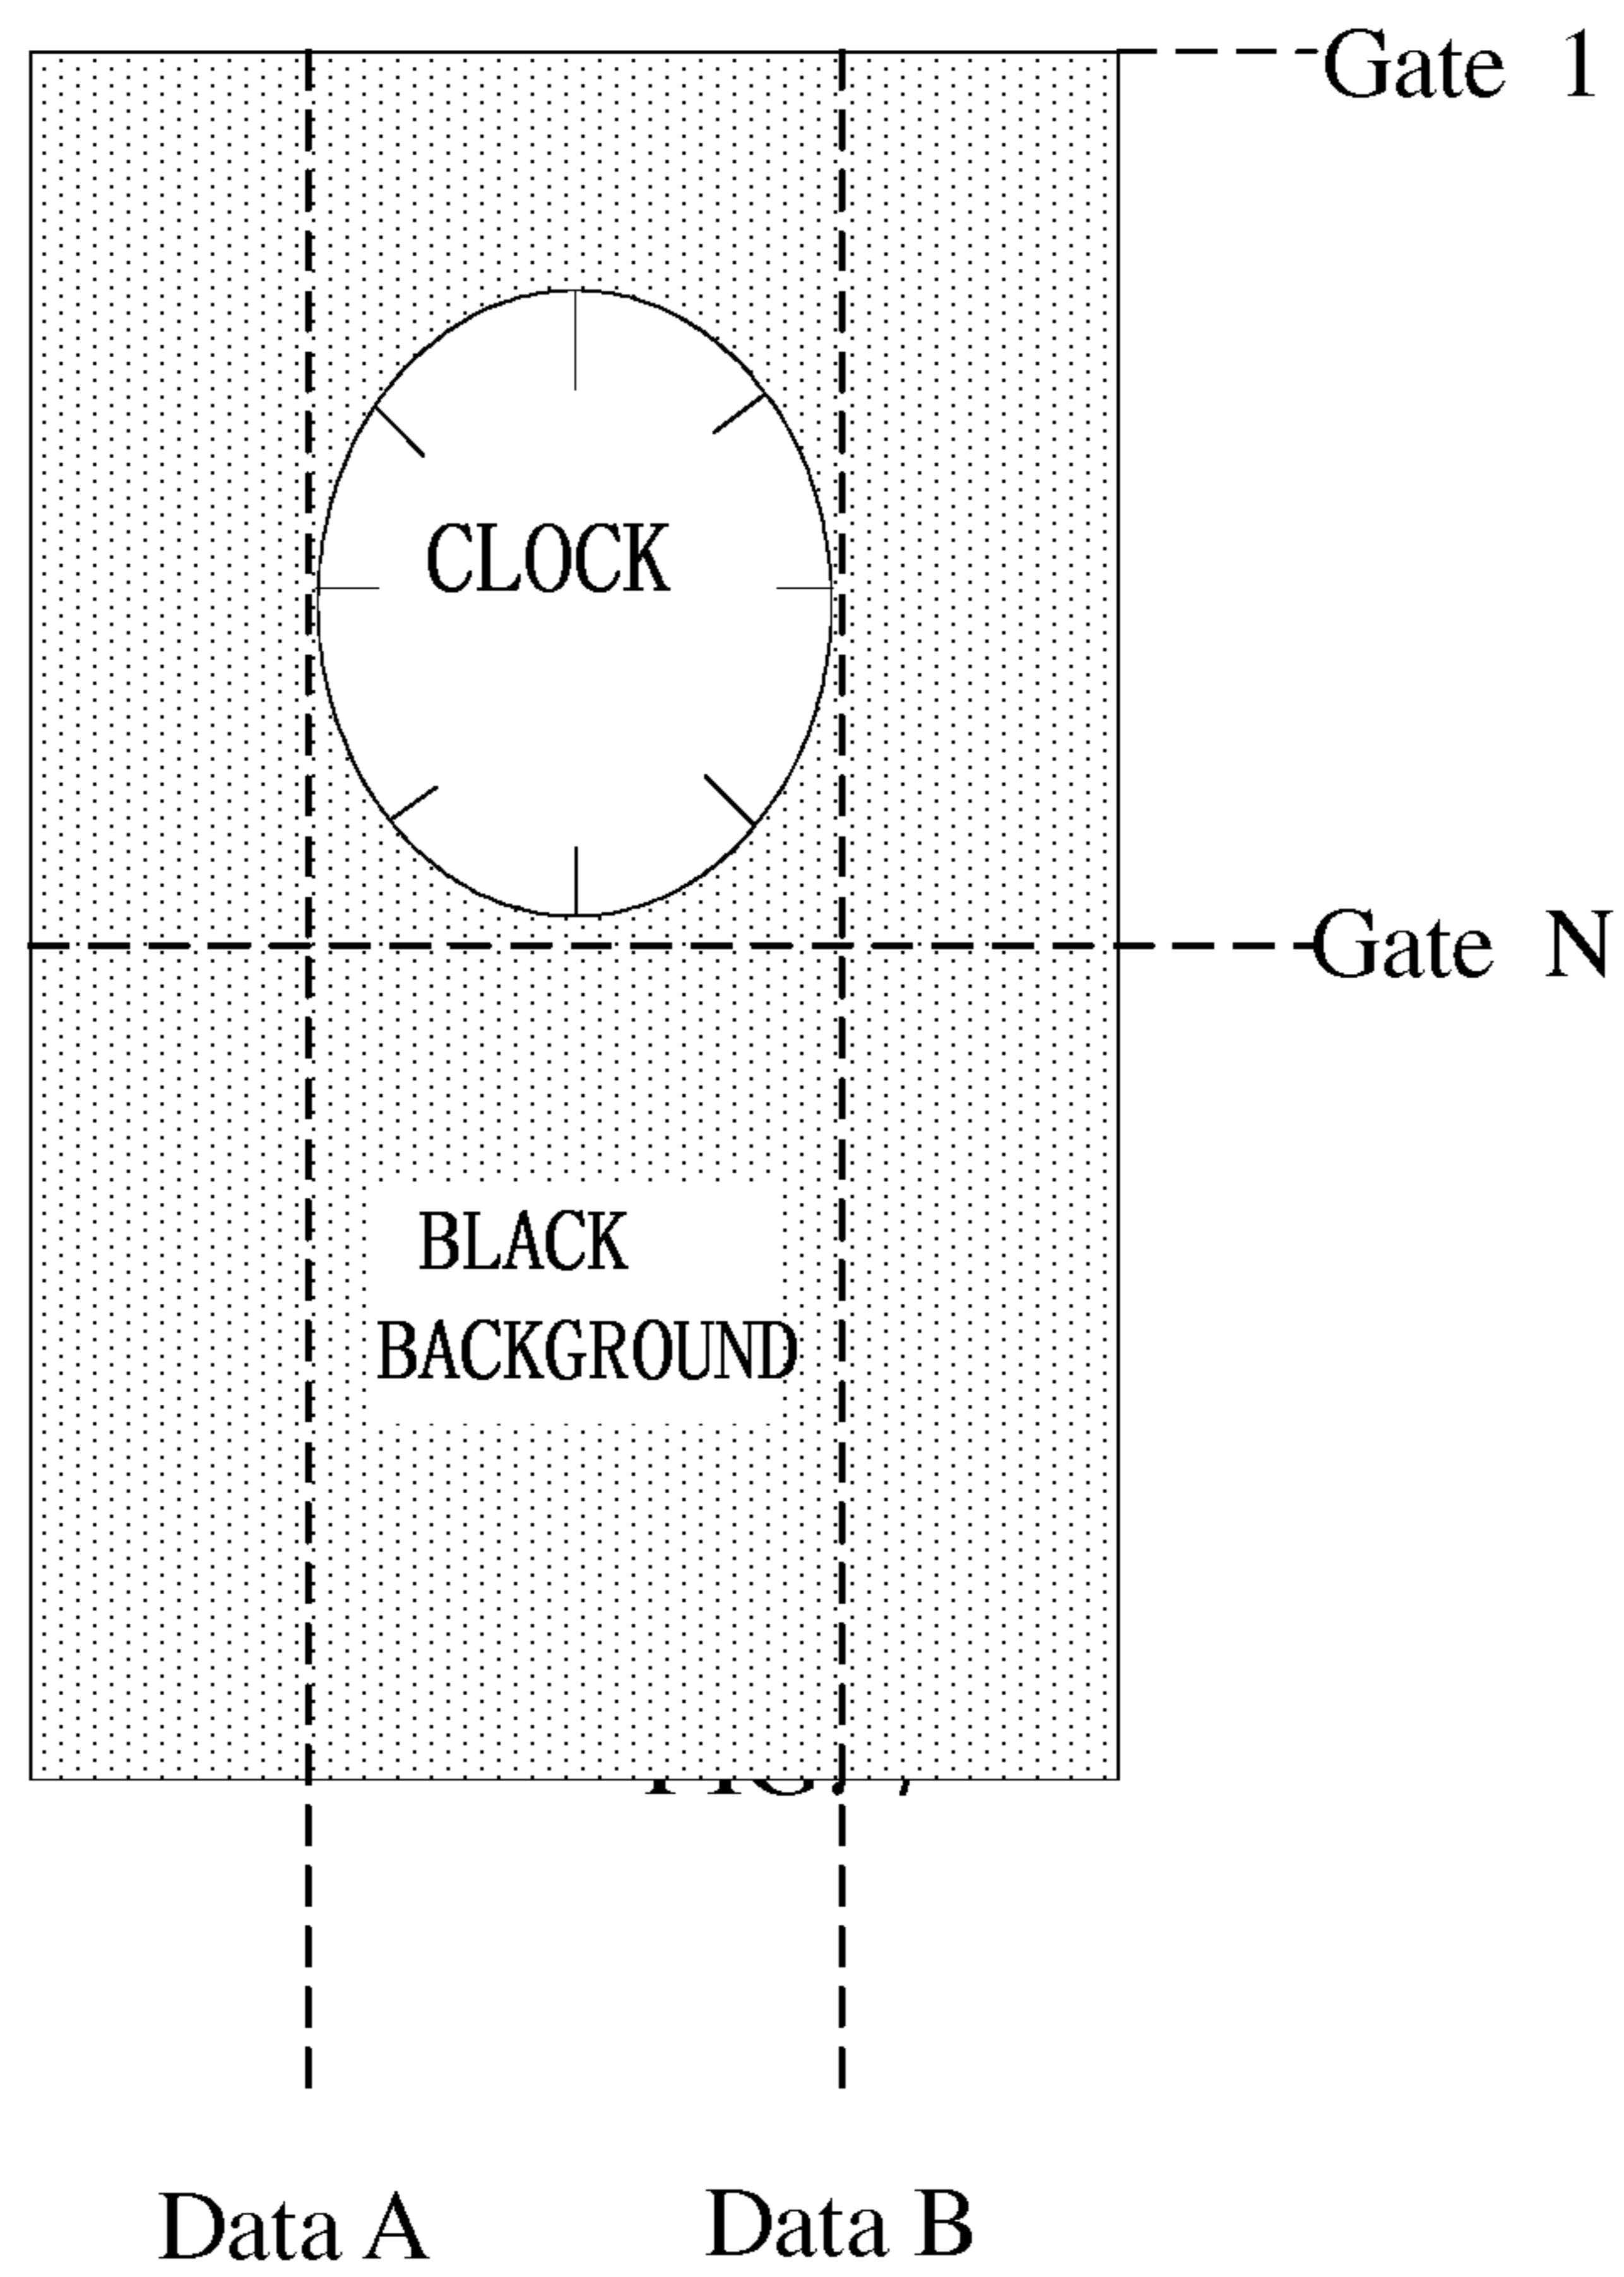 Gate 1
CLOCK
Gate N
BLACK
BACKGROUND
Data A
Data B